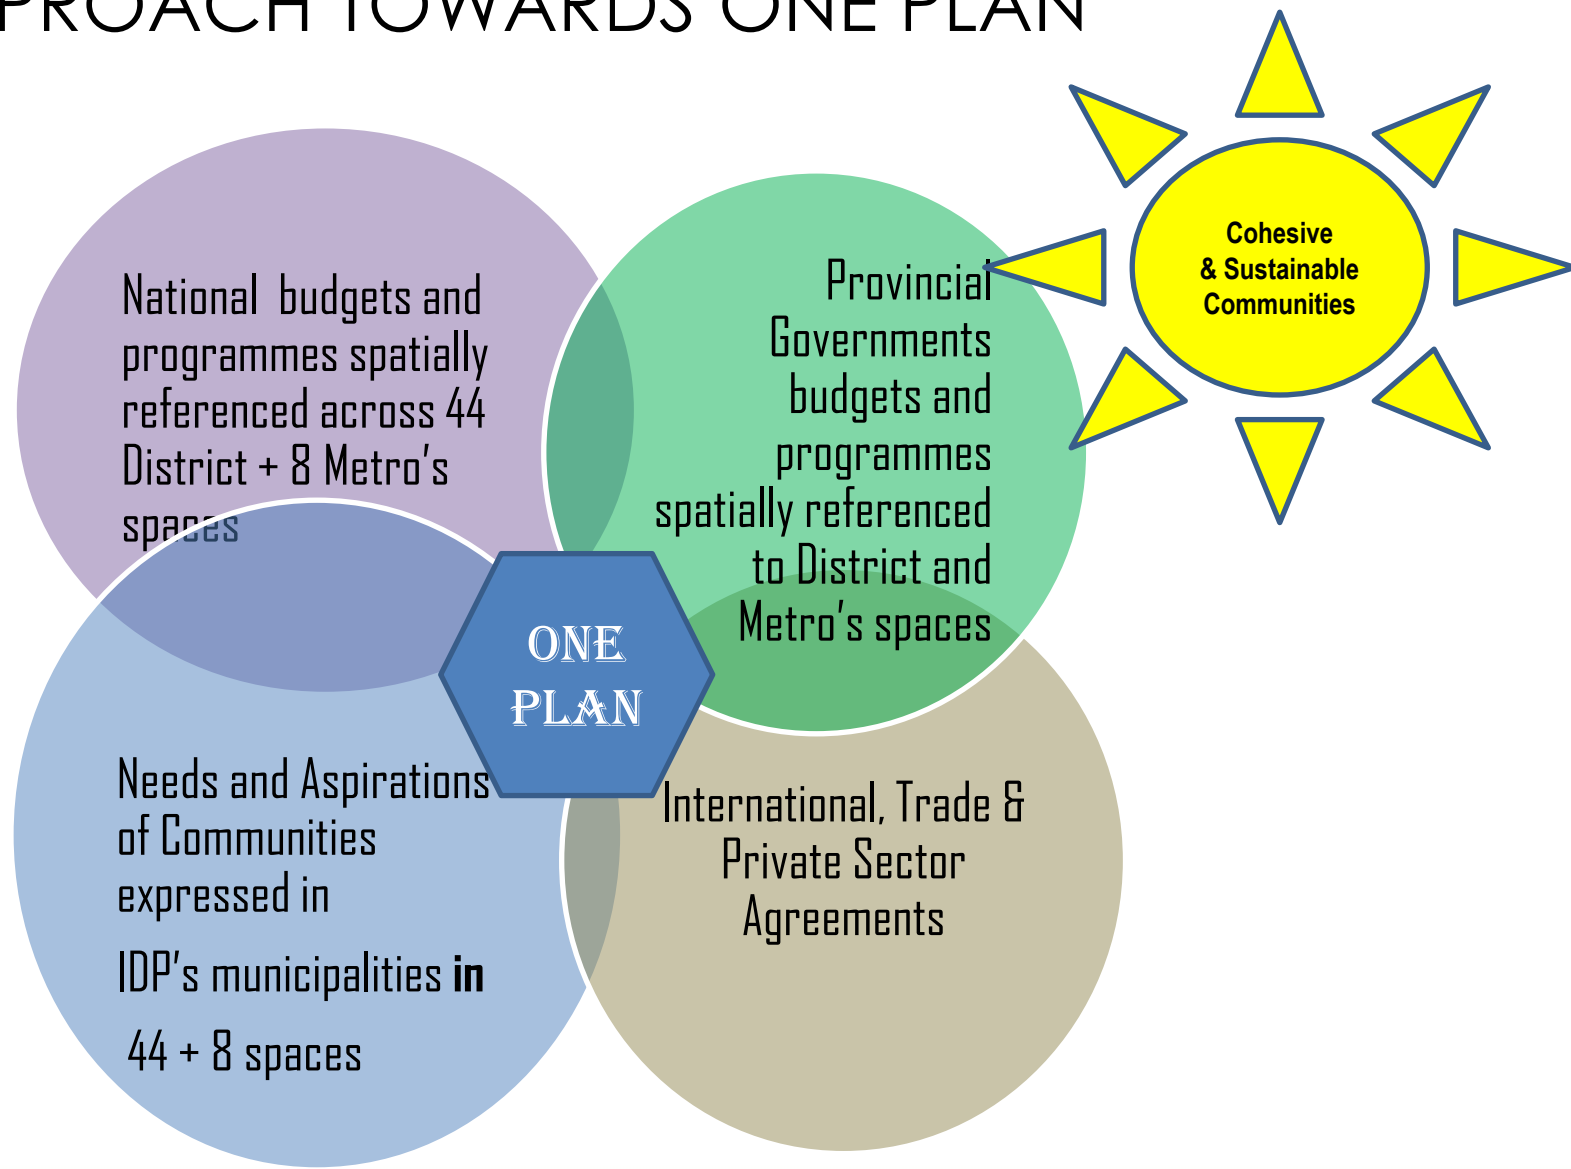 PROACH TOWARDS ONE PLAN
National budgets and
programmes spatially
referenced across 44
District + 8 Metro's
spaces
Provincial
Governments
budgets and
programmes
spatially referenced
to District and
Metro's spaces
Cohesive
& Sustainable
Communities
ONE
PLAN
Needs and Aspirations
of Communities
expressed in
IDP's municipalities in
44 + 8 spaces
International, Trade &
Private Sector
Agreements